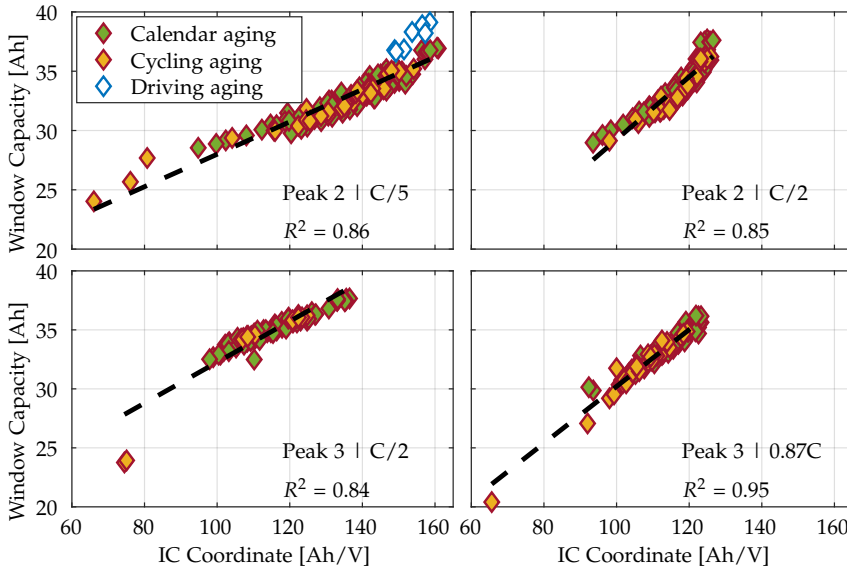 40
35
30
25
20
Window Capacity [Ah]
Calendar aging
Cycling aging
Driving aging
Peak 2 | C/5
R² = 0.86
Peak 2 | C/2
R² = 0.85
40
35
30
25
20
Window Capacity [Ah]
Peak 3 | C/2
R² = 0.84
Peak 3 | 0.87C
R² = 0.95
60 80 100 120 140 160
IC Coordinate [Ah/V]
60 80 100 120 140 160
IC Coordinate [Ah/V]